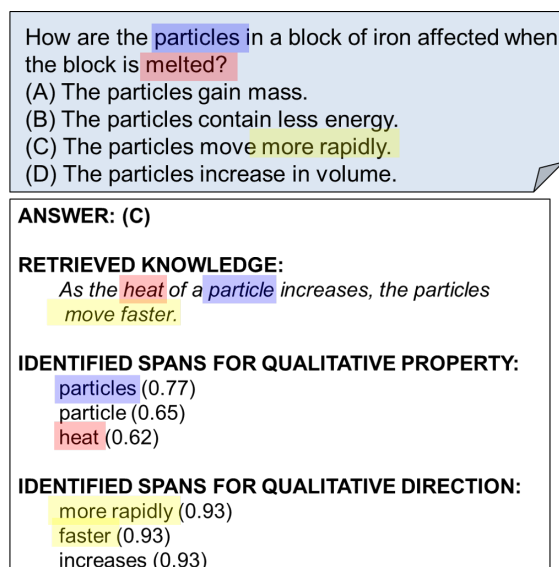 How are the particles in a block of iron affected when
the block is melted?
(A) The particles gain mass.
(B) The particles contain less energy.
(C) The particles move more rapidly.
(D) The particles increase in volume.
ANSWER: (C)
RETRIEVED KNOWLEDGE:
As the heat of a particle increases, the particles
move faster.
IDENTIFIED SPANS FOR QUALITATIVE PROPERTY:
particles (0.77)
particle (0.65)
heat (0.62)
IDENTIFIED SPANS FOR QUALITATIVE DIRECTION:
more rapidly (0.93)
faster (0.93)
increases (0.93)